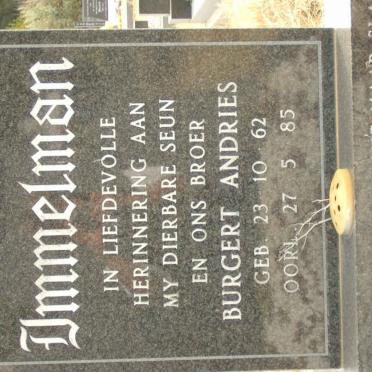 Immelman
IN LIEFDEVOLLE
HERINNERING AAN
MY DIERBARE SEUN
EN ONS BROER
BURGERT ANDRIES
GEB 23 10 62
OORL 27 5 85